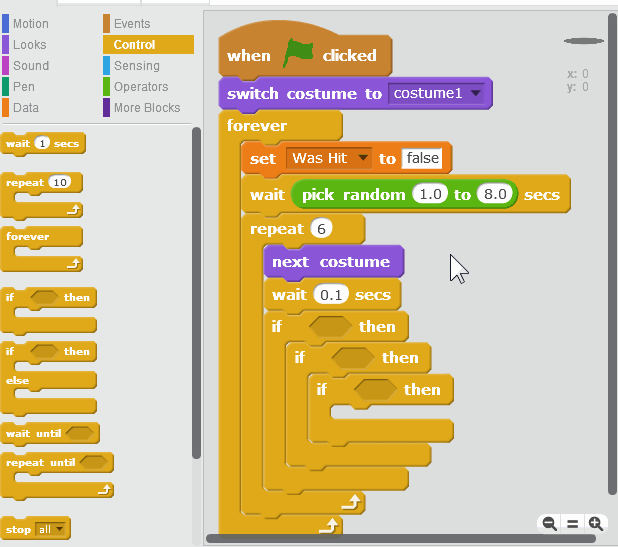 Motion Events
Looks Control
Sound Sensing
Pen Operators
Data More Blocks
wait 1 secs
repeat 10
forever
if then
if then
else
wait until
repeat until
stop all
when clicked
switch costume to costume1
forever
set Was Hit to false
wait pick random 1.0 to 8.0 secs
repeat 6
next costume
wait 0.1 secs
if then
if then
if then
x: 0
y: 0